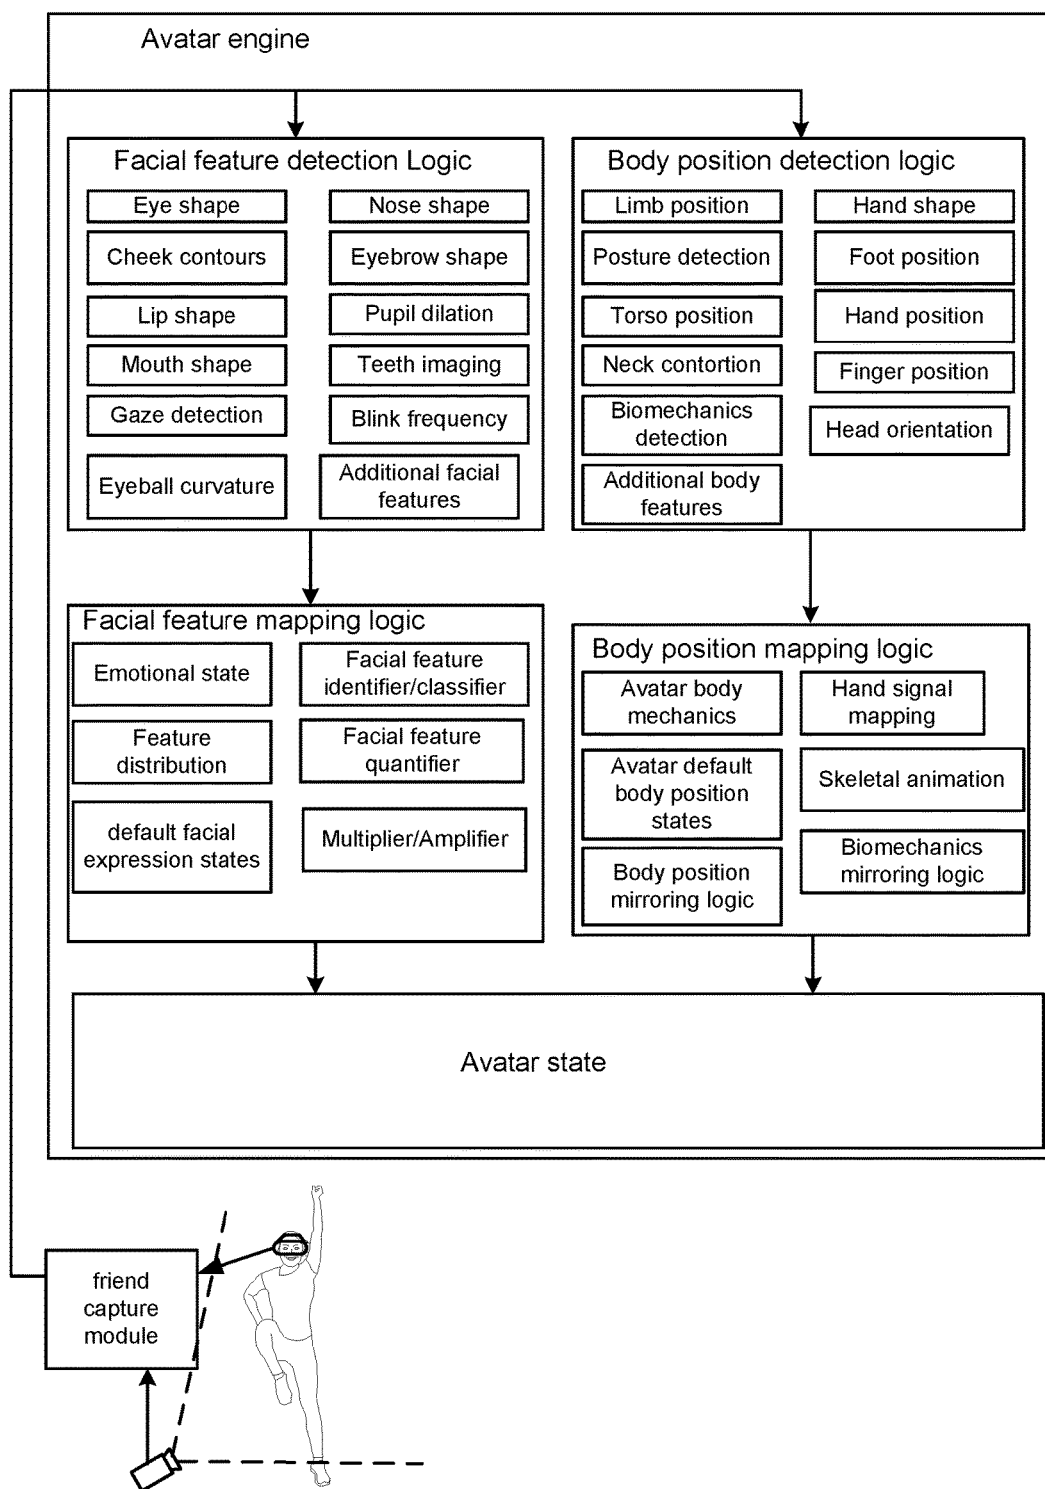 Avatar engine
Facial feature detection Logic
Eye shape
Nose shape
Cheek contours
Eyebrow shape
Lip shape
Pupil dilation
Mouth shape
Teeth imaging
Gaze detection
Blink frequency
Eyeball curvature
Additional facial
features
Body position detection logic
Limb position
Hand shape
Posture detection
Foot position
Torso position
Hand position
Neck contortion
Finger position
Biomechanics
detection
Head orientation
Additional body
features
Facial feature mapping logic
Emotional state
Facial feature
identifier/classifier
Feature
distribution
Facial feature
quantifier
default facial
expression states
Multiplier/Amplifier
Body position mapping logic
Avatar body
mechanics
Hand signal
mapping
Avatar default
body position
states
Skeletal animation
Body position
mirroring logic
Biomechanics
mirroring logic
Avatar state
friend
capture
module